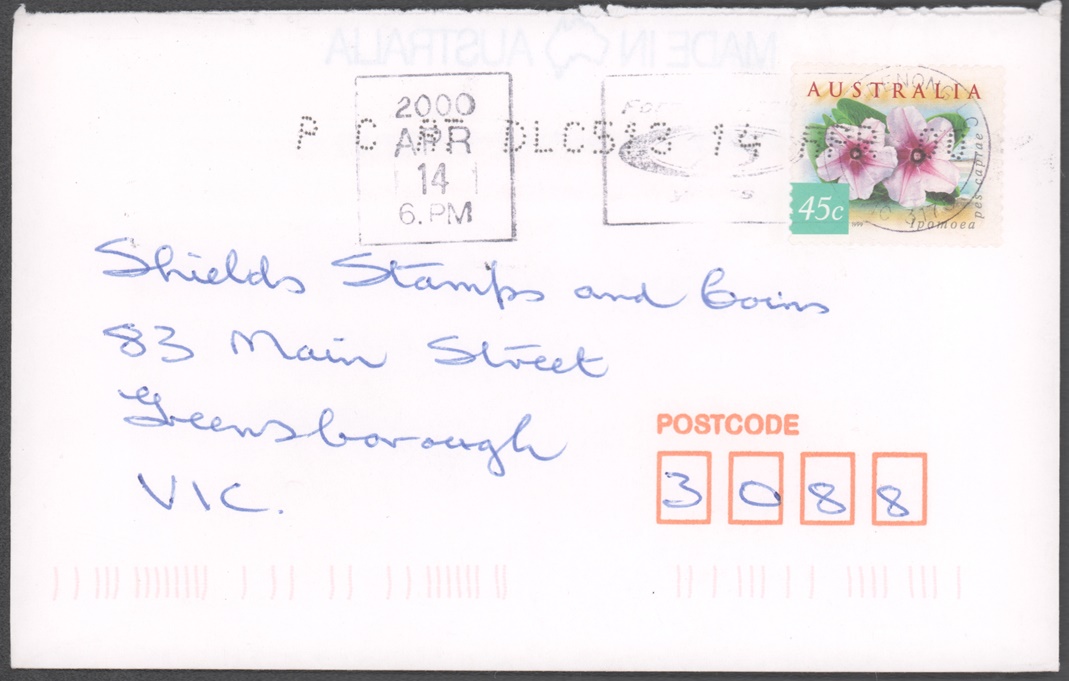 MADE IN AUSTRALIA
2000
APR
14
6. PM
AUSTRALIA
45c
Ipomoea pes caprae
Shields Stamps and Coins
83 Main Street
Greensborough
VIC.
POSTCODE
3088